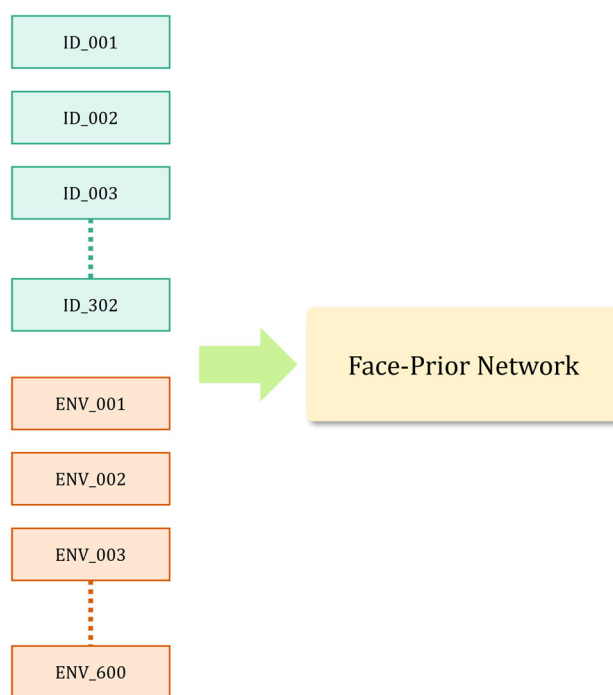 ID_001
ID_002
ID_003
ID_302
ENV_001
ENV_002
ENV_003
ENV_600
Face-Prior Network